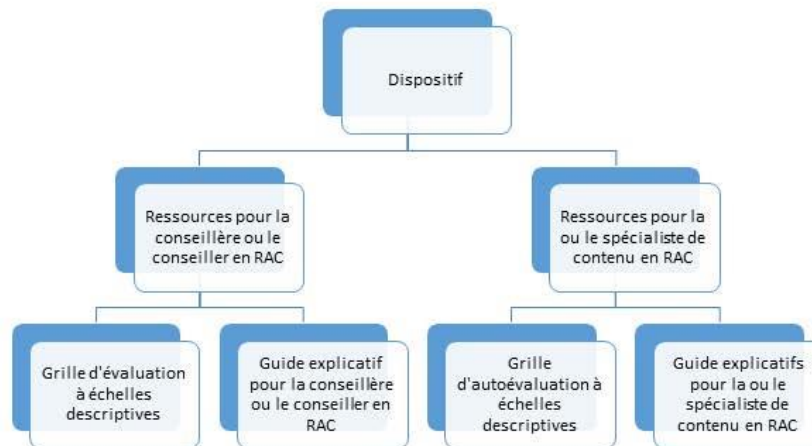 Dispositif
Ressources pour la
conseillère ou le
conseiller en RAC
Ressources pour la
ou le spécialiste de
contenu en RAC
Grille d'évaluation
à échelles
descriptives
Guide explicatif
pour la conseillère
ou le conseiller en
RAC
Grille
d'autoévaluation à
échelles
descriptives
Guide explicatifs
pour la ou le
spécialiste de
contenu en RAC